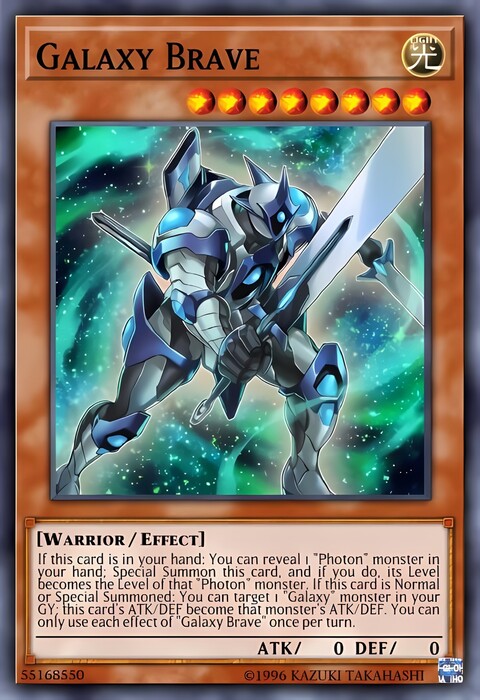 GALAXY BRAVE
光
[WARRIOR / EFFECT]
If this card is in your hand: You can reveal 1 "Photon" monster in
your hand; Special Summon this card, and if you do, its Level
becomes the Level of that "Photon" monster. If this card is Normal
or Special Summoned: You can target 1 "Galaxy" monster in your
GY; this card's ATK/DEF become that monster's ATK/DEF. You can
only use each effect of "Galaxy Brave" once per turn.
ATK/ 0 DEF/ 0
55168550 ©1996 KAZUKI TAKAHASHI